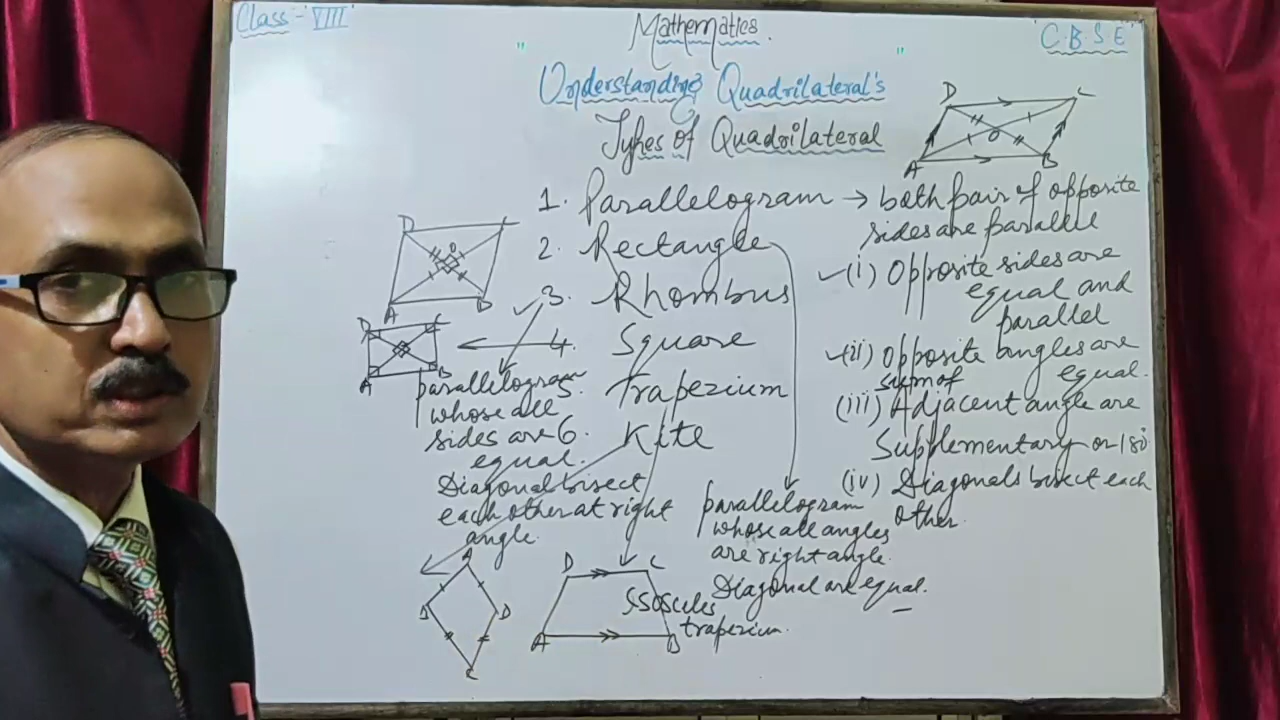 Class-'VIII'
Mathematics.
'C.B.S.E'
" "
Understanding Quadrilateral's
Types of Quadrilateral
D C
O
A B
1. Parallelogram → both pair of opposite
sides are parallel
2. Rectangle
3. Rhombus
4. Square
5. Trapezium
6. Kite
(i) Opposite sides are
equal and
parallel
(ii) Opposite angles are
equal.
(iii) sum of Adjacent angle are
Supplementary or 180°
(iv) Diagonals bisect each
other.
D C
O
A B
D C
A B
parallelogram
whose all
sides are
equal.
Diagonal bisect
each other at right
angle.
parallelogram
whose all angles
are right angle.
Diagonal are equal.
A
B D
C
D C
A B
Isosceles
trapezium.